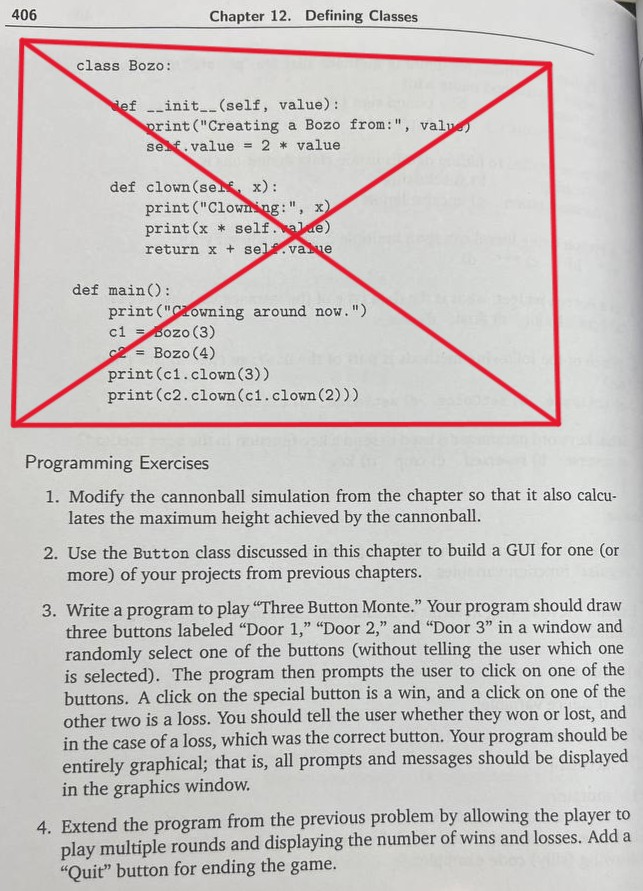 406 Chapter 12. Defining Classes
class Bozo:
def __init__(self, value):
print("Creating a Bozo from:", value)
self.value = 2 * value
def clown(self, x):
print("Clowning:", x)
print(x * self.value)
return x + self.value
def main():
print("Clowning around now.")
c1 = Bozo(3)
c2 = Bozo(4)
print(c1.clown(3))
print(c2.clown(c1.clown(2)))
Programming Exercises
1. Modify the cannonball simulation from the chapter so that it also calcu-
lates the maximum height achieved by the cannonball.
2. Use the Button class discussed in this chapter to build a GUI for one (or
more) of your projects from previous chapters.
3. Write a program to play “Three Button Monte.” Your program should draw
three buttons labeled “Door 1,” “Door 2,” and “Door 3” in a window and
randomly select one of the buttons (without telling the user which one
is selected). The program then prompts the user to click on one of the
buttons. A click on the special button is a win, and a click on one of the
other two is a loss. You should tell the user whether they won or lost, and
in the case of a loss, which was the correct button. Your program should be
entirely graphical; that is, all prompts and messages should be displayed
in the graphics window.
4. Extend the program from the previous problem by allowing the player to
play multiple rounds and displaying the number of wins and losses. Add a
“Quit” button for ending the game.